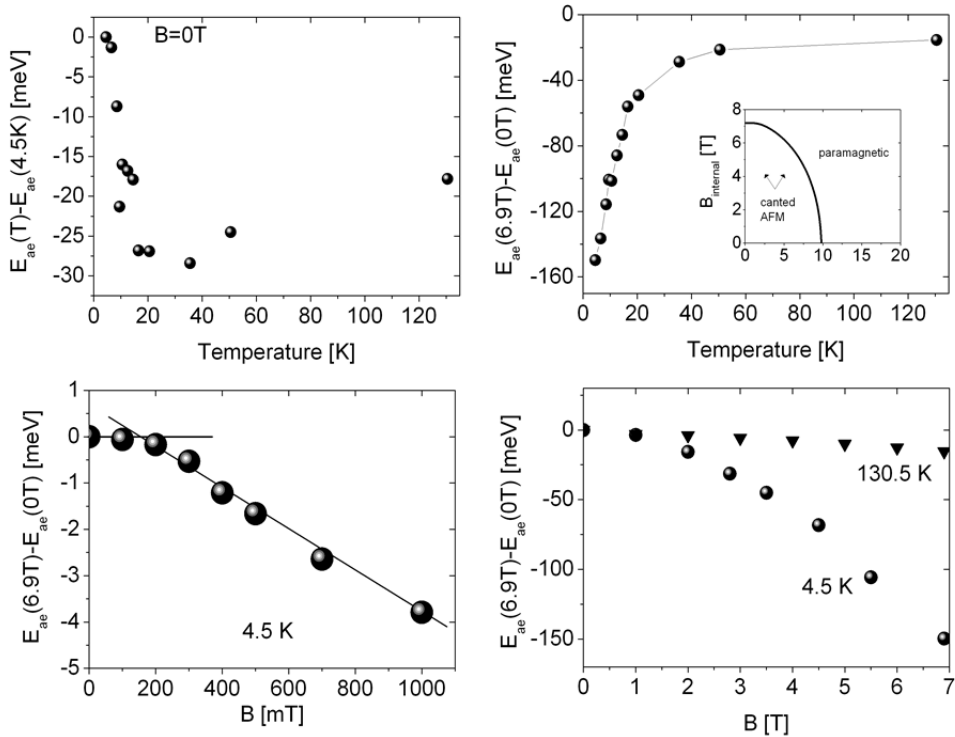 B=0T
0
-5
-10
-15
-20
-25
-30
E_ae(T)-E_ae(4.5K) [meV]
0 20 40 60 80 100 120
Temperature [K]
0
-40
-80
-120
-160
E_ae(6.9T)-E_ae(0T) [meV]
0 20 40 60 80 100 120
Temperature [K]
8
6
4
2
0
B_internal [T]
paramagnetic
canted
AFM
0 5 10 15 20
1
0
-1
-2
-3
-4
-5
E_ae(6.9T)-E_ae(0T) [meV]
4.5 K
0 200 400 600 800 1000
B [mT]
0
-50
-100
-150
E_ae(6.9T)-E_ae(0T) [meV]
130.5 K
4.5 K
0 1 2 3 4 5 6 7
B [T]